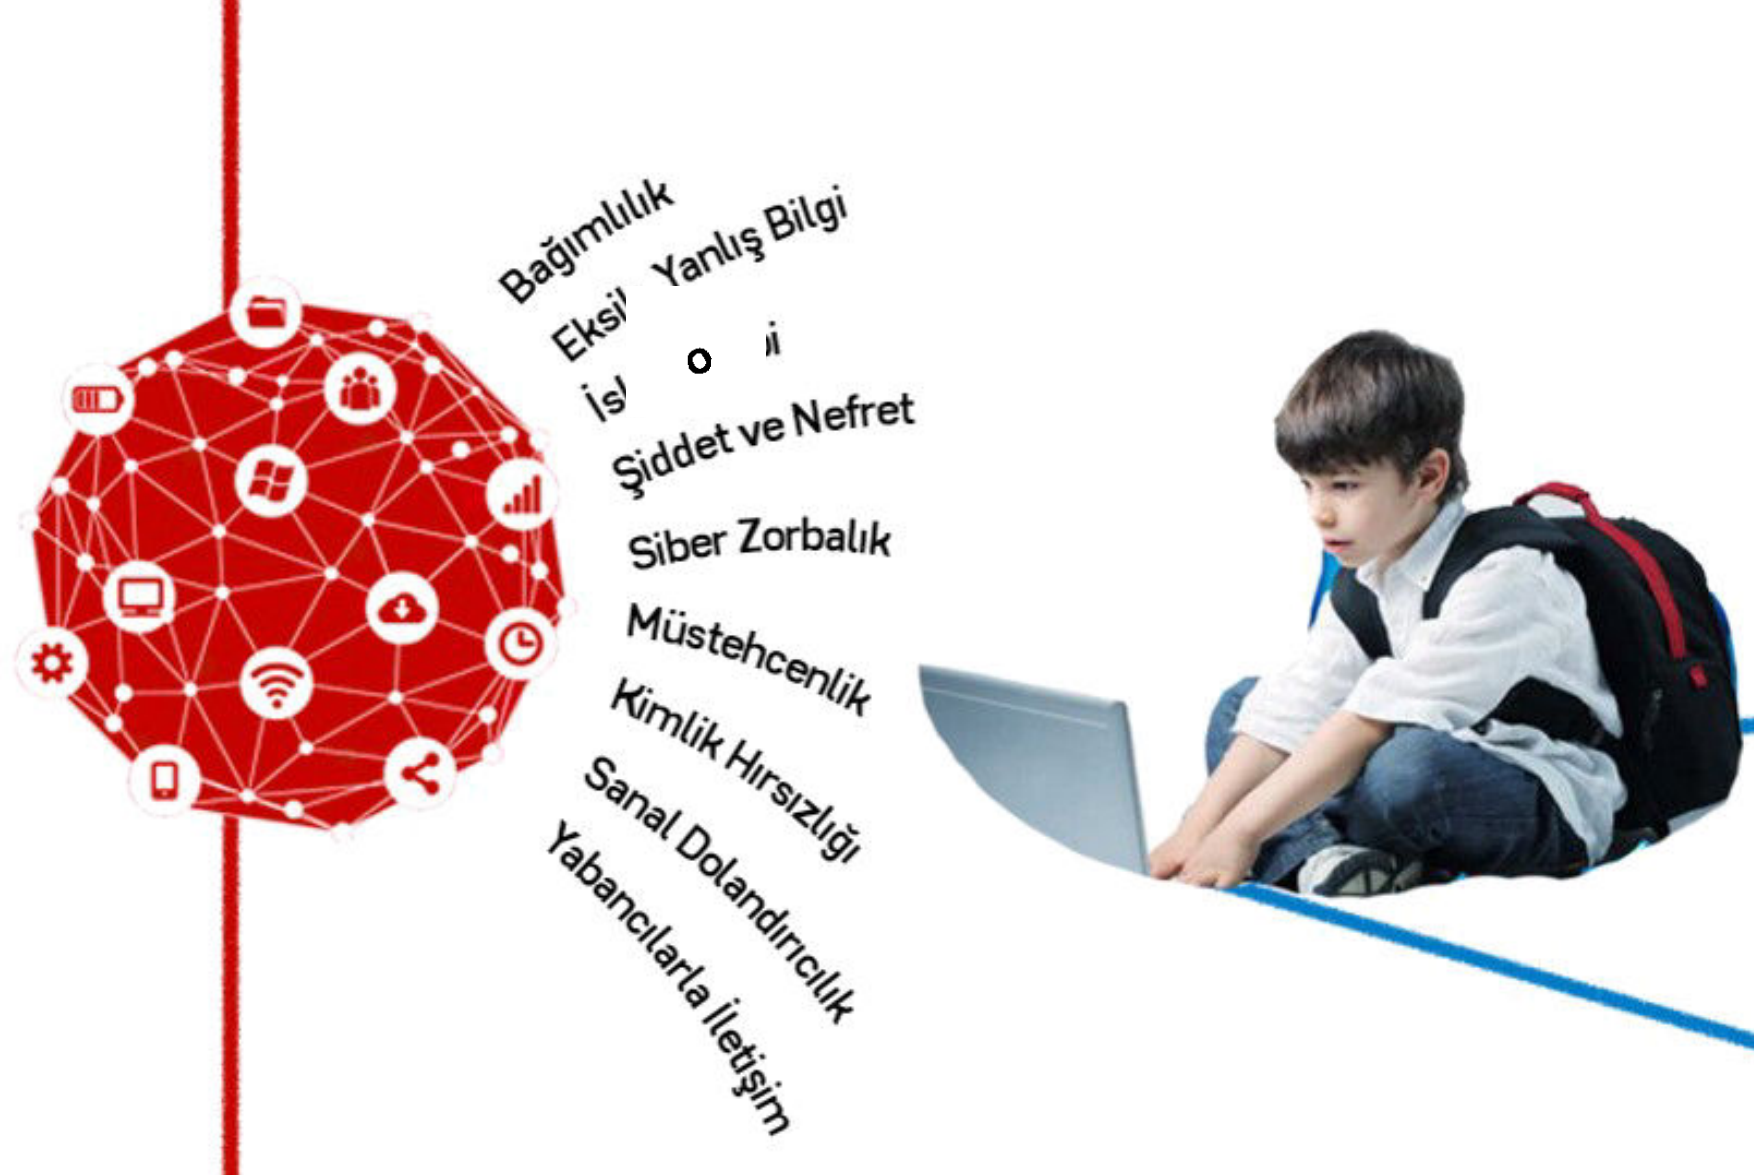 Bağımlılık
Yanlış Bilgi
o
Şiddet ve Nefret
Siber Zorbalık
Müstehcenlik
Kimlik Hırsızlığı
Sanal Dolandırıcılık
Yabancılarla İletişim